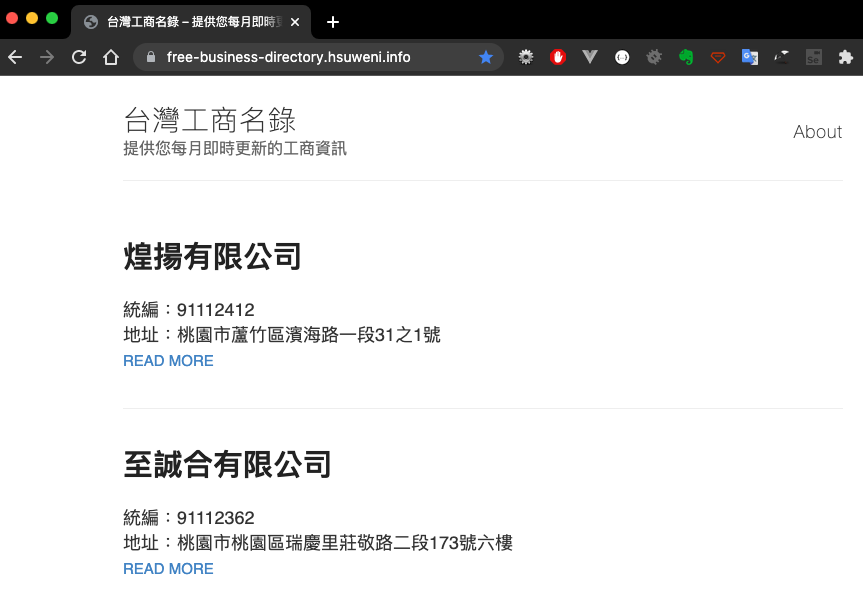 台灣工商名錄 – 提供您每月即時
free-business-directory.hsuweni.info
台灣工商名錄
提供您每月即時更新的工商資訊
About
煌揚有限公司
統編：91112412
地址：桃園市蘆竹區濱海路一段31之1號
READ MORE
至誠合有限公司
統編：91112362
地址：桃園市桃園區瑞慶里莊敬路二段173號六樓
READ MORE